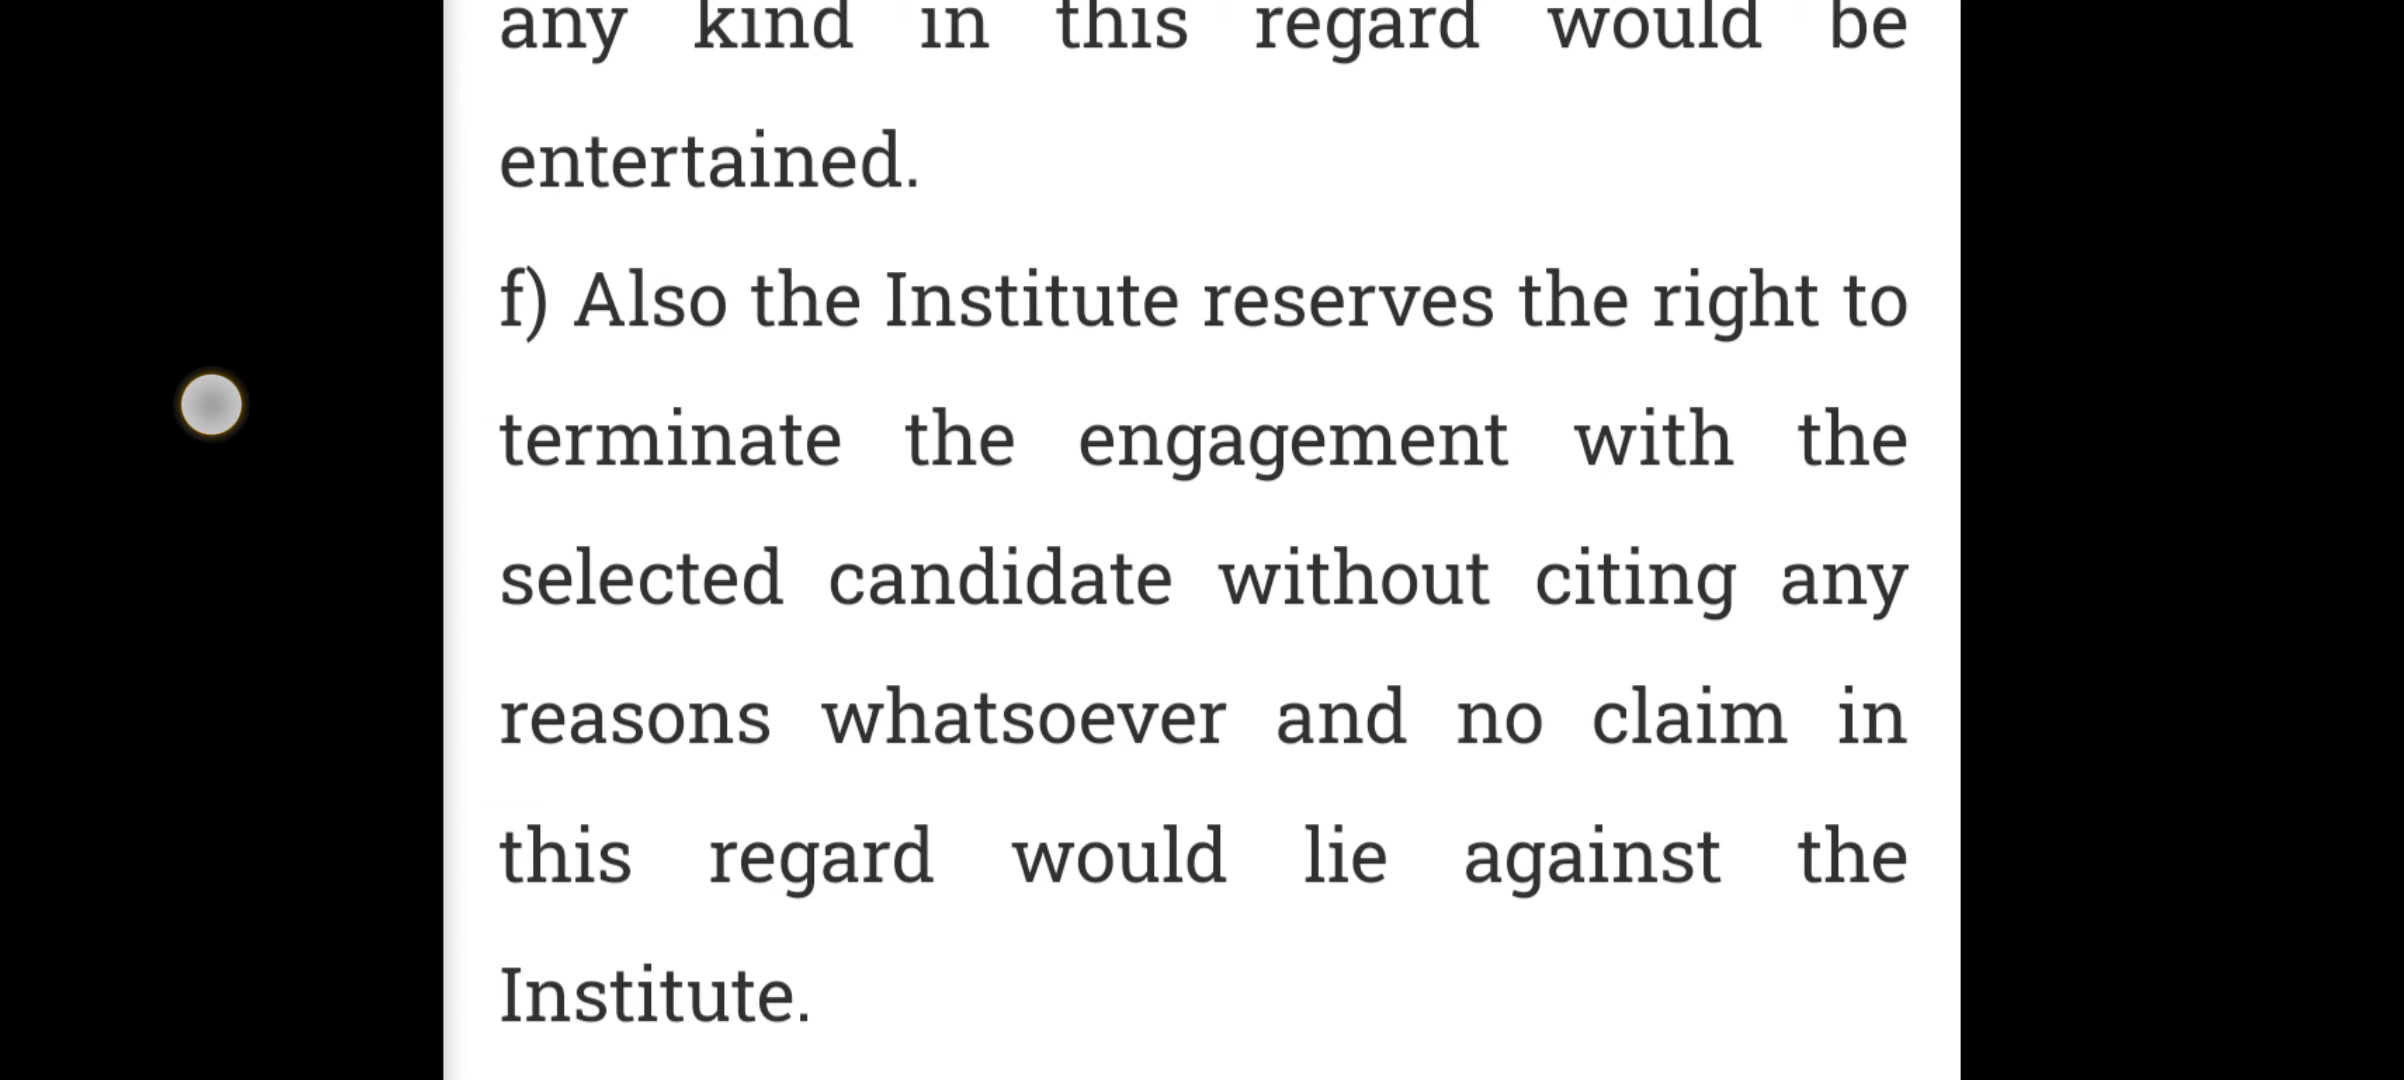 any kind in this regard would be
entertained.
f) Also the Institute reserves the right to
terminate the engagement with the
selected candidate without citing any
reasons whatsoever and no claim in
this regard would lie against the
Institute.